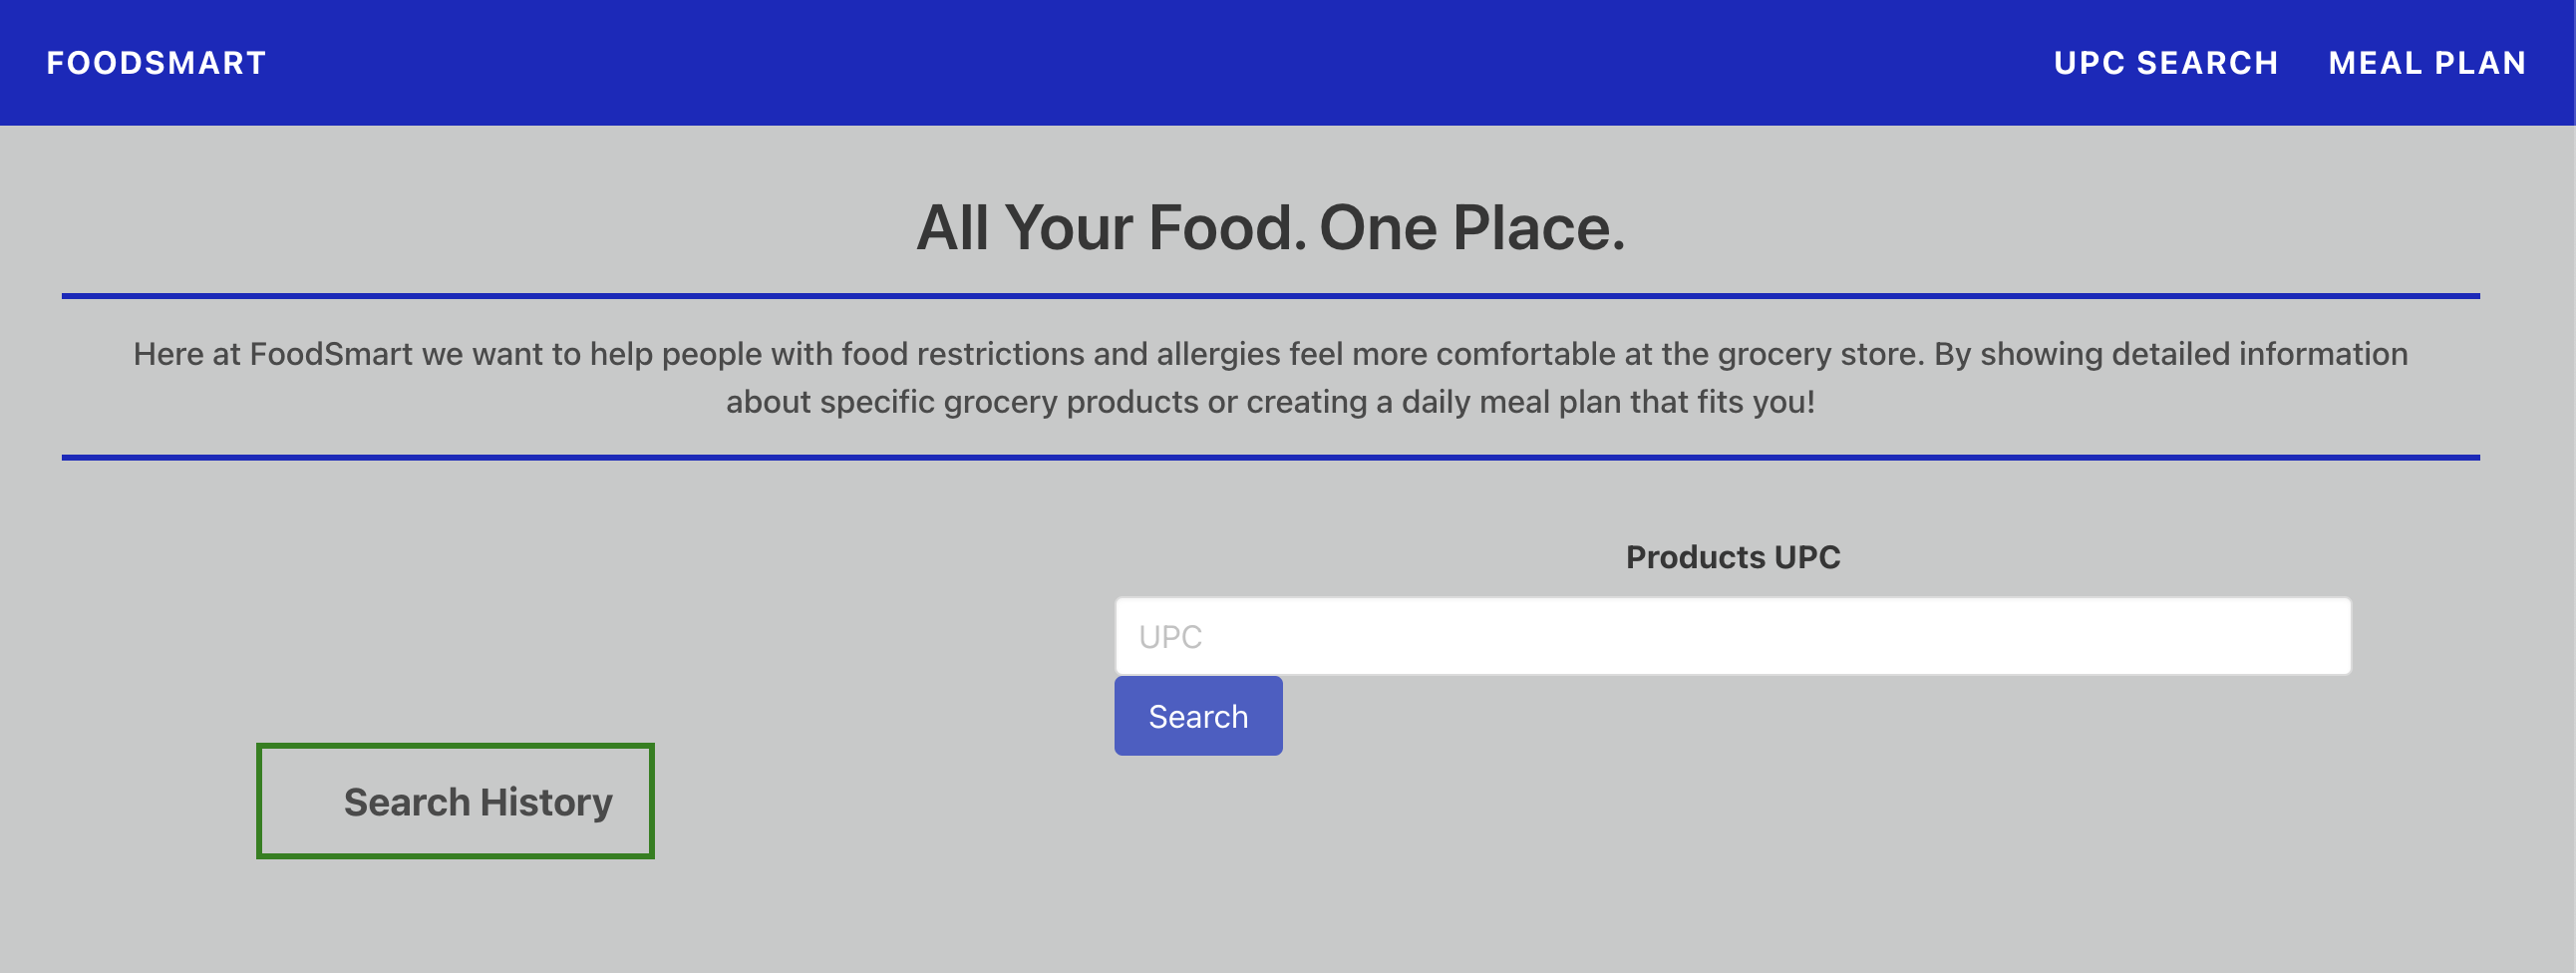 FOODSMART
UPC SEARCH
MEAL PLAN
All Your Food. One Place.
Here at FoodSmart we want to help people with food restrictions and allergies feel more comfortable at the grocery store. By showing detailed information
about specific grocery products or creating a daily meal plan that fits you!
Products UPC
UPC
Search
Search History